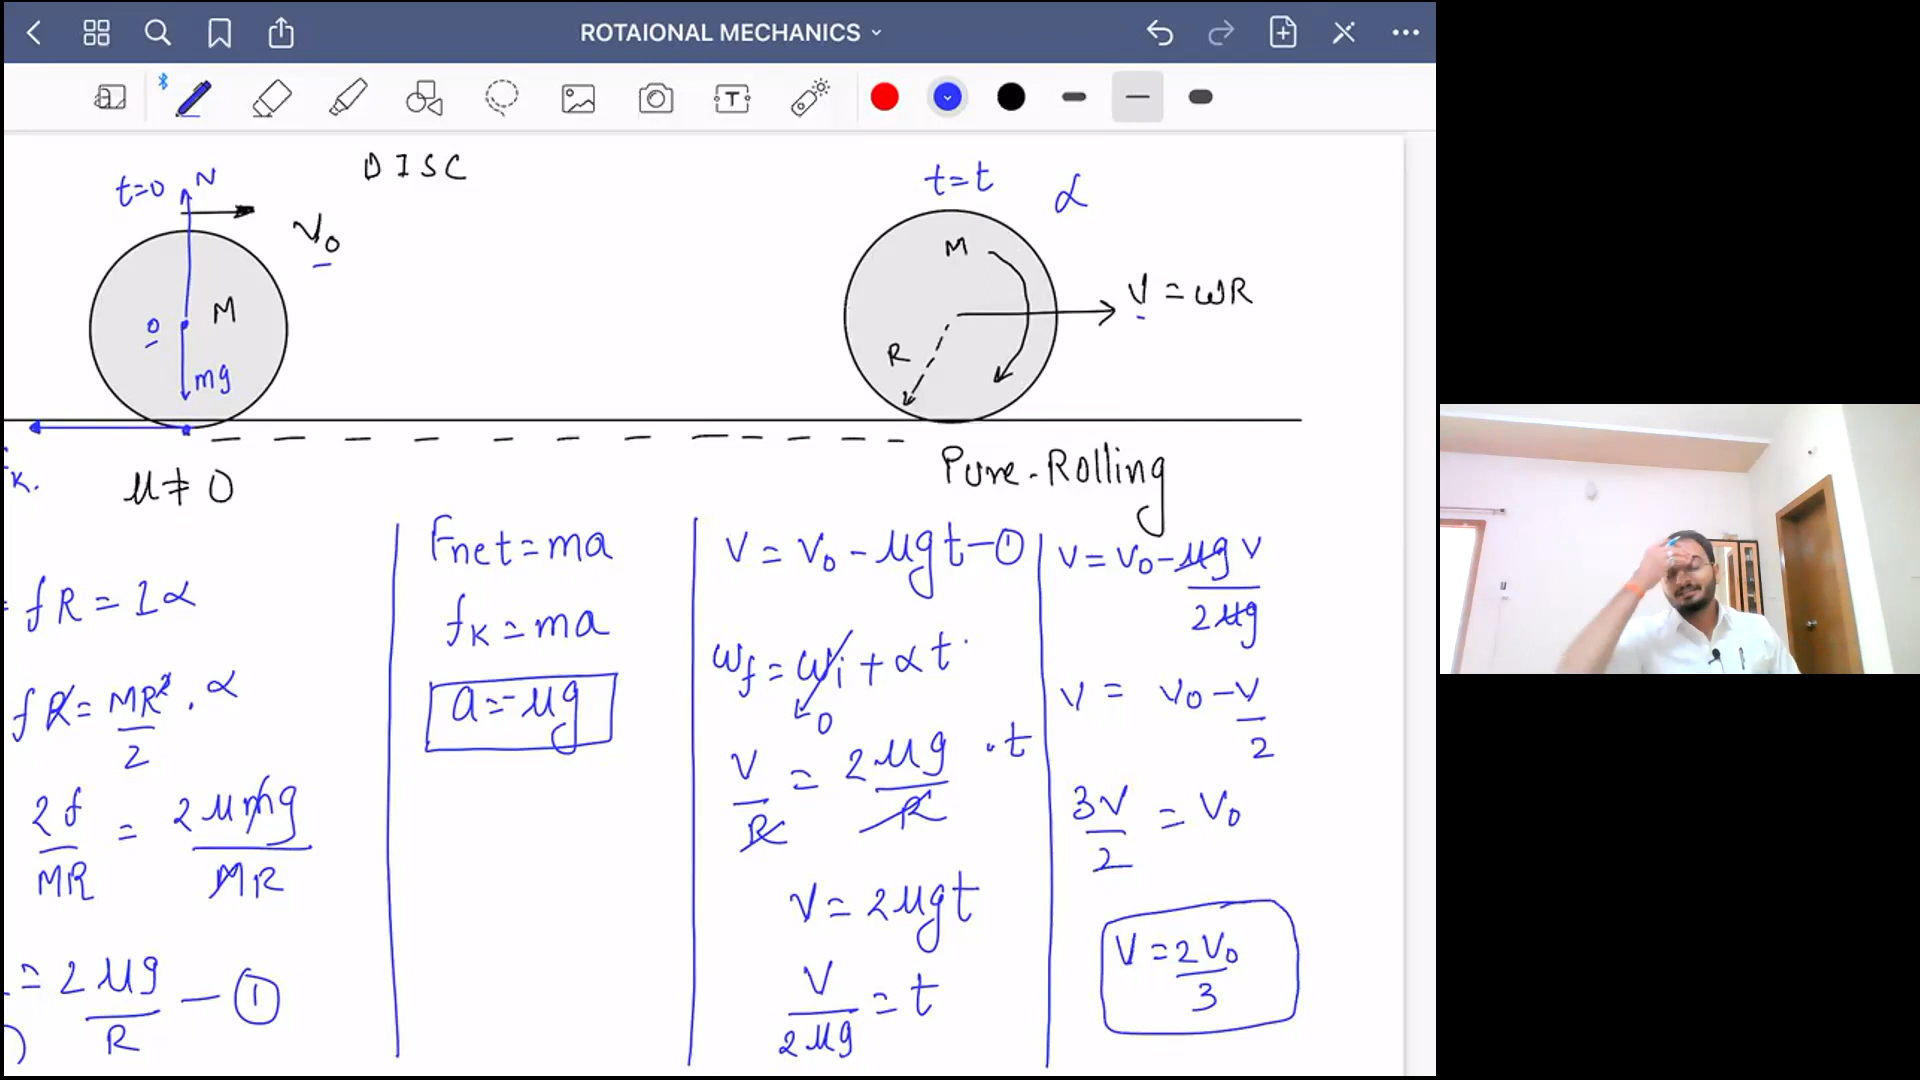 ROTAIONAL MECHANICS
T
DISC
t=0
N
V₀
M
0
mg
K.
μ≠0
t=t
α
M
R
V = ωR
Pure-Rolling
fR = Iα
fR = MR²/2 . α
2f/MR = 2μmg/MR
= 2μg/R — ①
Fnet = ma
fK = ma
a = -μg
V = V₀ - μgt — ①
ωf = ωi + αt
0
V/R = 2μg/R . t
V = 2μgt
V/2μg = t
V = V₀ - μgV/2μg
V = V₀ - V/2
3V/2 = V₀
V = 2V₀/3